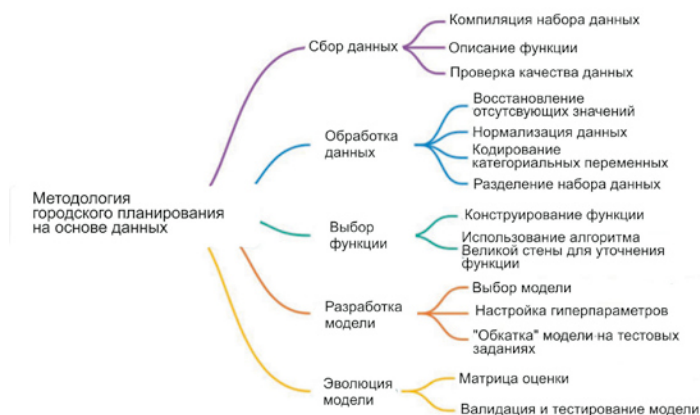 Методология
городского планирования
на основе данных
Сбор данных
Компиляция набора данных
Описание функции
Проверка качества данных
Обработка
данных
Восстановление
отсутсвующих значений
Нормализация данных
Кодирование
категориальных переменных
Разделение набора данных
Выбор
функции
Конструирование функции
Использование алгоритма
Великой стены для уточнения
функции
Разработка
модели
Выбор модели
Настройка гиперпараметров
"Обкатка" модели на тестовых
заданиях
Эволюция
модели
Матрица оценки
Валидация и тестирование модели